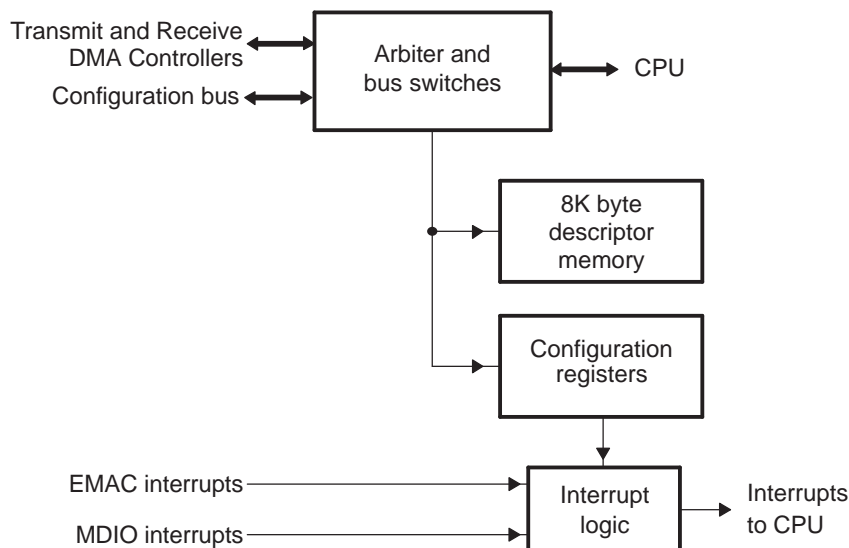 Transmit and Receive
DMA Controllers
Configuration bus
Arbiter and
bus switches
CPU
8K byte
descriptor
memory
Configuration
registers
EMAC interrupts
MDIO interrupts
Interrupt
logic
Interrupts
to CPU